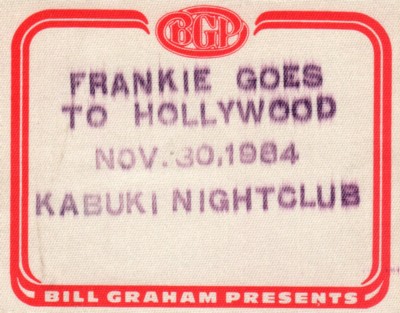 BGP
FRANKIE GOES
TO HOLLYWOOD
NOV. 30,1984
KABUKI NIGHTCLUB
BILL GRAHAM PRESENTS